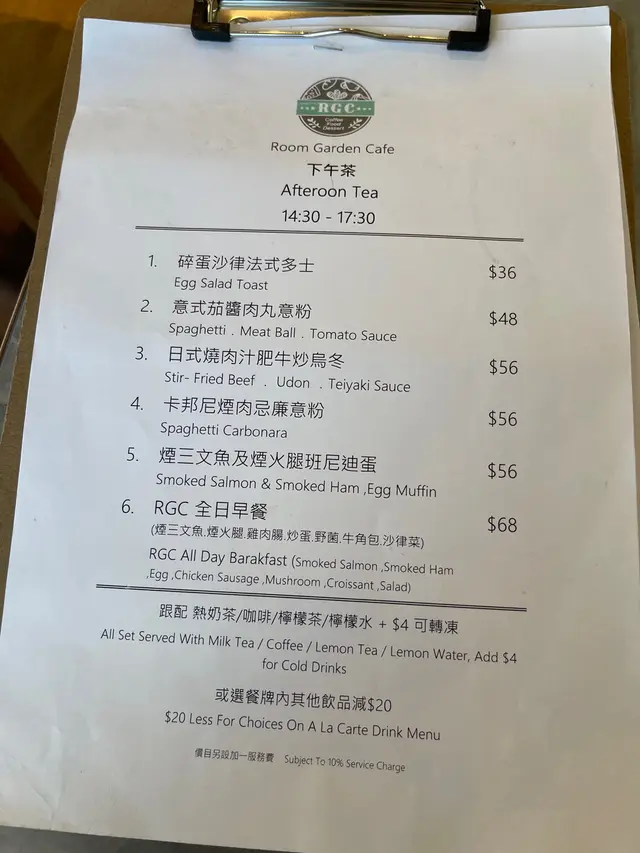 RGC
Coffee
Food
Dessert
Room Garden Cafe
下午茶
Afteroon Tea
14:30 - 17:30
1. 碎蛋沙律法式多士 $36
Egg Salad Toast
2. 意式茄醬肉丸意粉 $48
Spaghetti . Meat Ball . Tomato Sauce
3. 日式燒肉汁肥牛炒烏冬 $56
Stir- Fried Beef . Udon . Teiyaki Sauce
4. 卡邦尼煙肉忌廉意粉 $56
Spaghetti Carbonara
5. 煙三文魚及煙火腿班尼迪蛋 $56
Smoked Salmon & Smoked Ham ,Egg Muffin
6. RGC 全日早餐 $68
(煙三文魚.煙火腿.雞肉腸.炒蛋.野菌.牛角包.沙律菜)
RGC All Day Barakfast (Smoked Salmon ,Smoked Ham
,Egg ,Chicken Sausage ,Mushroom ,Croissant ,Salad)
跟配 熱奶茶/咖啡/檸檬茶/檸檬水 + $4 可轉凍
All Set Served With Milk Tea / Coffee / Lemon Tea / Lemon Water, Add $4
for Cold Drinks
或選餐牌內其他飲品減$20
$20 Less For Choices On A La Carte Drink Menu
價目另設加一服務費 Subject To 10% Service Charge